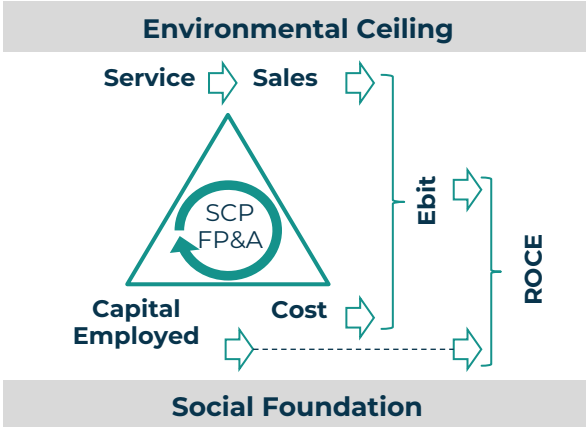 Environmental Ceiling
Service
Sales
SCP
FP&A
Ebit
ROCE
Capital
Employed
Cost
Social Foundation